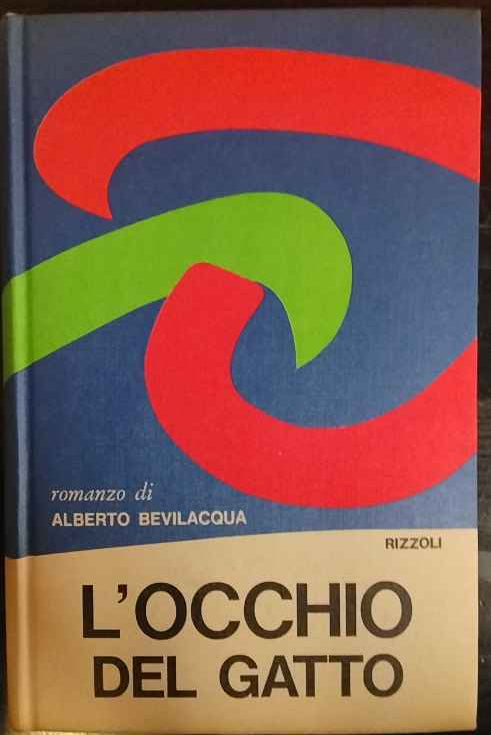 romanzo di
ALBERTO BEVILACQUA
RIZZOLI
L'OCCHIO
DEL GATTO